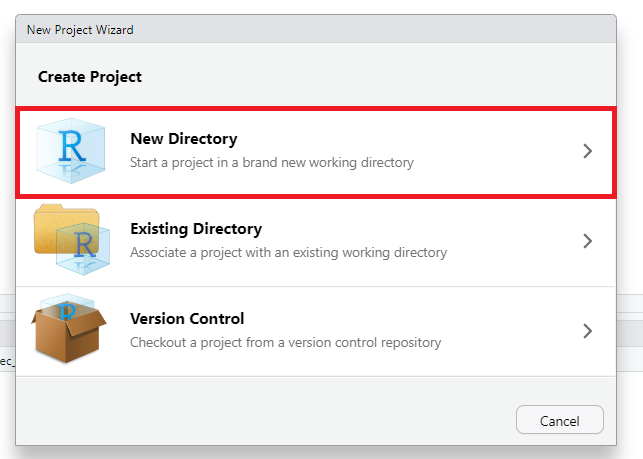 New Project Wizard
Create Project
R
New Directory
Start a project in a brand new working directory
R
Existing Directory
Associate a project with an existing working directory
R
Version Control
Checkout a project from a version control repository
ec_
Cancel